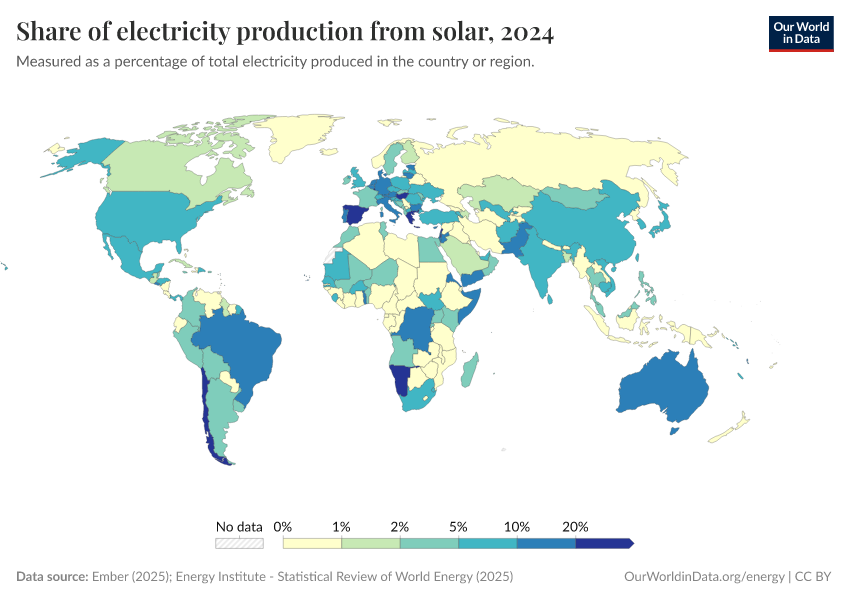 Share of electricity production from solar, 2024
Our World
in Data
Measured as a percentage of total electricity produced in the country or region.
No data
0%
1%
2%
5%
10%
20%
Data source: Ember (2025); Energy Institute - Statistical Review of World Energy (2025)
OurWorldinData.org/energy | CC BY